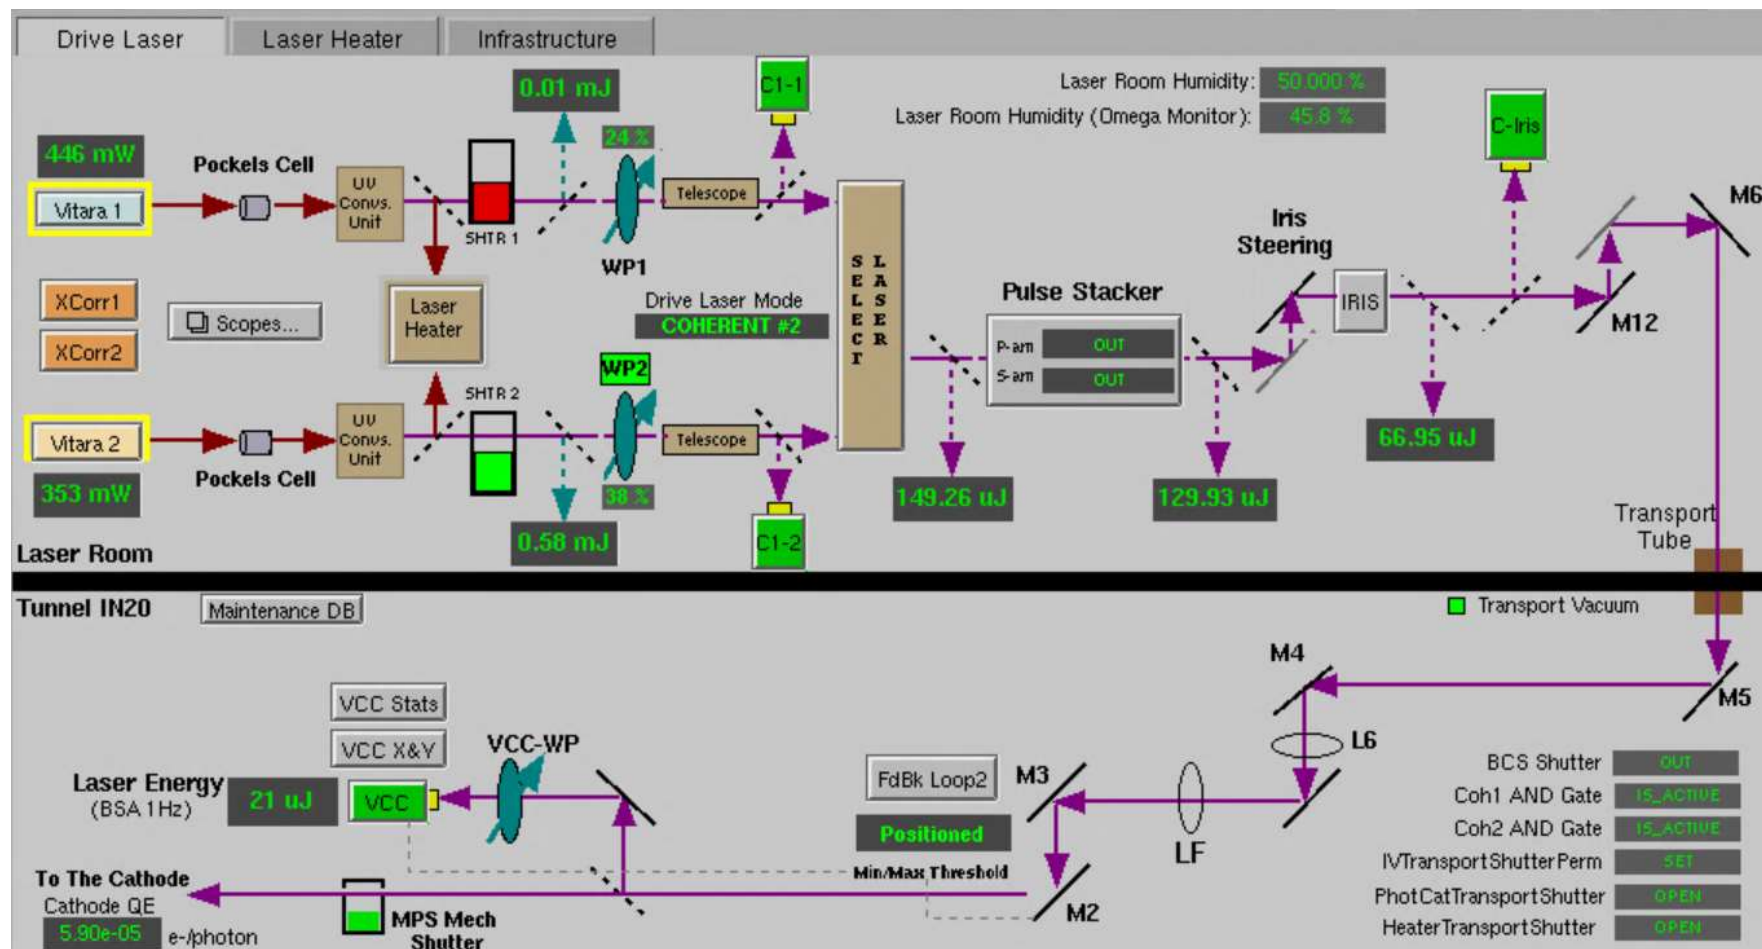 Drive Laser
Laser Heater
Infrastructure
0.01 mJ
C1-1
Laser Room Humidity:
50.000 %
Laser Room Humidity (Omega Monitor):
45.8 %
C-Iris
446 mW
Vitara 1
Pockels Cell
UV
Convs.
Unit
SHTR 1
24 %
WP1
Telescope
M6
Iris
Steering
XCorr1
XCorr2
Scopes...
Laser
Heater
Drive Laser Mode
COHERENT #2
SELECT
LASER
Pulse Stacker
P-arm
OUT
S-arm
OUT
IRIS
M12
WP2
SHTR 2
Vitara 2
353 mW
Pockels Cell
UV
Convs.
Unit
38 %
Telescope
0.58 mJ
C1-2
149.26 uJ
129.93 uJ
66.95 uJ
Transport
Tube
Laser Room
Tunnel IN20
Maintenance DB
Transport Vacuum
M4
M5
L6
VCC Stats
VCC X&Y
VCC-WP
Laser Energy
(BSA 1Hz)
21 uJ
VCC
FdBk Loop2
Positioned
Min/Max Threshold
M3
LF
M2
BCS Shutter
OUT
Coh1 AND Gate
IS_ACTIVE
Coh2 AND Gate
IS_ACTIVE
IVTransportShutterPerm
SET
PhotCatTransportShutter
OPEN
HeaterTransportShutter
OPEN
To The Cathode
Cathode QE
5.90e-05
e-/photon
MPS Mech
Shutter